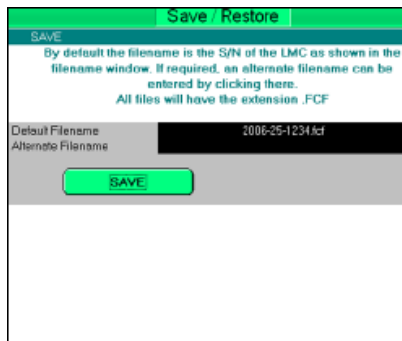 Save / Restore
SAVE
By default the filename is the S/N of the LMC as shown in the
filename window. If required, an alternate filename can be
entered by clicking there.
All files will have the extension .FCF
Default Filename
2006-25-1234.fcf
Alternate Filename
SAVE